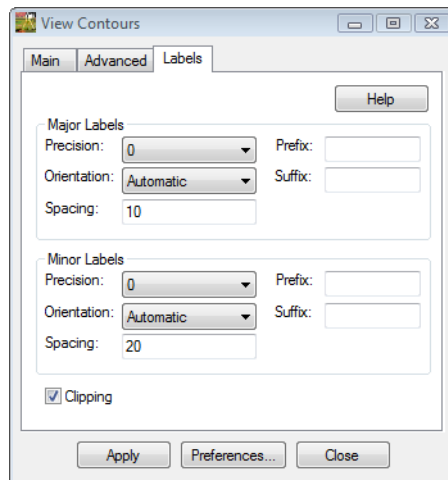 View Contours
Main Advanced Labels
Help
Major Labels
Precision: 0 Prefix:
Orientation: Automatic Suffix:
Spacing: 10
Minor Labels
Precision: 0 Prefix:
Orientation: Automatic Suffix:
Spacing: 20
Clipping
Apply Preferences... Close